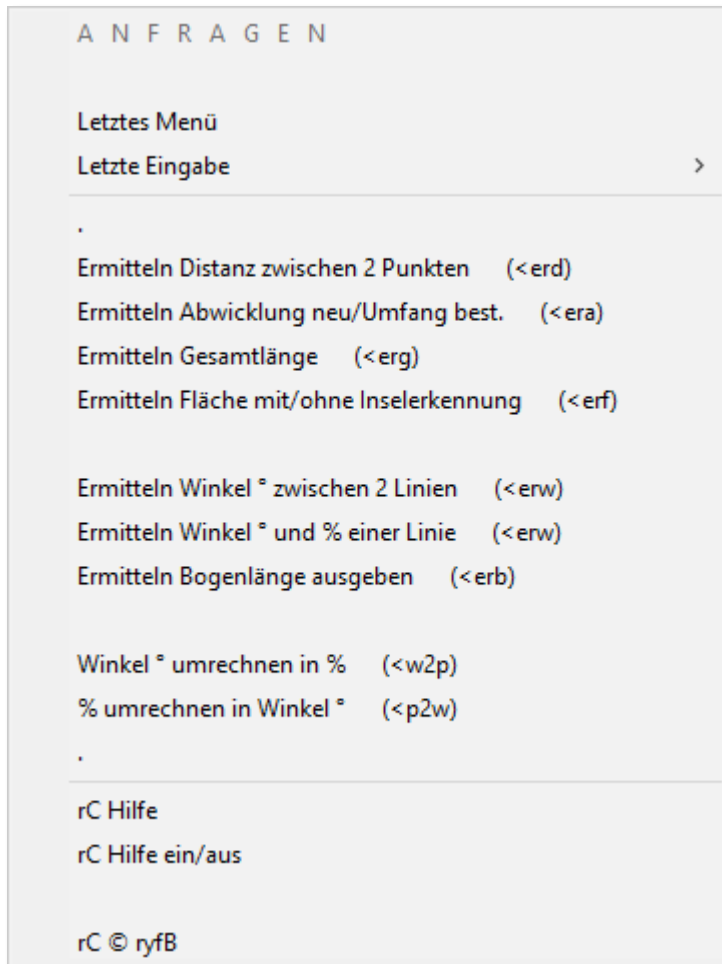 A N F R A G E N
Letztes Menü
Letzte Eingabe >
.
Ermitteln Distanz zwischen 2 Punkten (<erd)
Ermitteln Abwicklung neu/Umfang best. (<era)
Ermitteln Gesamtlänge (<erg)
Ermitteln Fläche mit/ohne Inselerkennung (<erf)
Ermitteln Winkel ° zwischen 2 Linien (<erw)
Ermitteln Winkel ° und % einer Linie (<erw)
Ermitteln Bogenlänge ausgeben (<erb)
Winkel ° umrechnen in % (<w2p)
% umrechnen in Winkel ° (<p2w)
.
rC Hilfe
rC Hilfe ein/aus
rC © ryfB